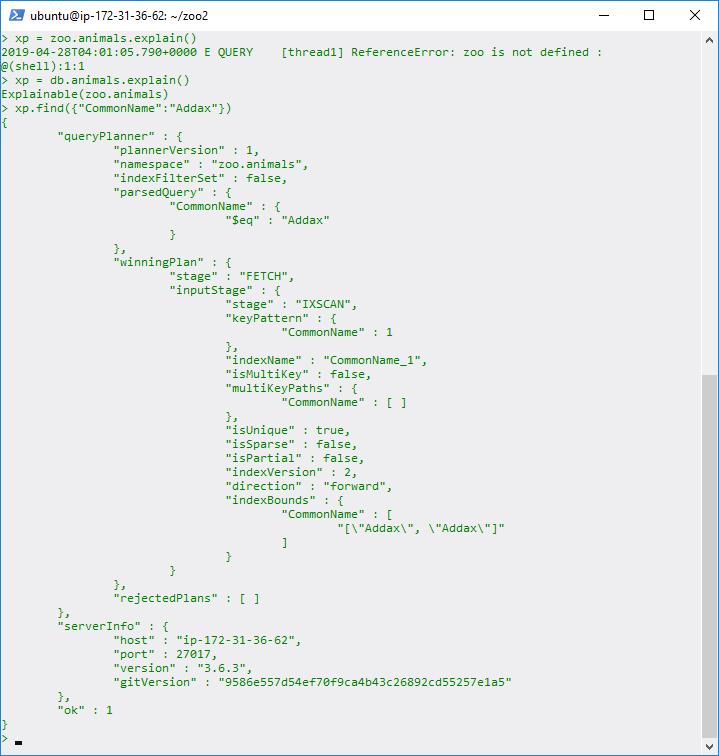 ubuntu@ip-172-31-36-62: ~/zoo2
> xp = zoo.animals.explain()
2019-04-28T04:01:05.790+0000 E QUERY    [thread1] ReferenceError: zoo is not defined :
@(shell):1:1
> xp = db.animals.explain()
Explainable(zoo.animals)
> xp.find({"CommonName":"Addax"})
{
        "queryPlanner" : {
                "plannerVersion" : 1,
                "namespace" : "zoo.animals",
                "indexFilterSet" : false,
                "parsedQuery" : {
                        "CommonName" : {
                                "$eq" : "Addax"
                        }
                },
                "winningPlan" : {
                        "stage" : "FETCH",
                        "inputStage" : {
                                "stage" : "IXSCAN",
                                "keyPattern" : {
                                        "CommonName" : 1
                                },
                                "indexName" : "CommonName_1",
                                "isMultiKey" : false,
                                "multiKeyPaths" : {
                                        "CommonName" : [ ]
                                },
                                "isUnique" : true,
                                "isSparse" : false,
                                "isPartial" : false,
                                "indexVersion" : 2,
                                "direction" : "forward",
                                "indexBounds" : {
                                        "CommonName" : [
                                                "[\"Addax\", \"Addax\"]"
                                        ]
                                }
                        }
                },
                "rejectedPlans" : [ ]
        },
        "serverInfo" : {
                "host" : "ip-172-31-36-62",
                "port" : 27017,
                "version" : "3.6.3",
                "gitVersion" : "9586e557d54ef70f9ca4b43c26892cd55257e1a5"
        },
        "ok" : 1
}
>